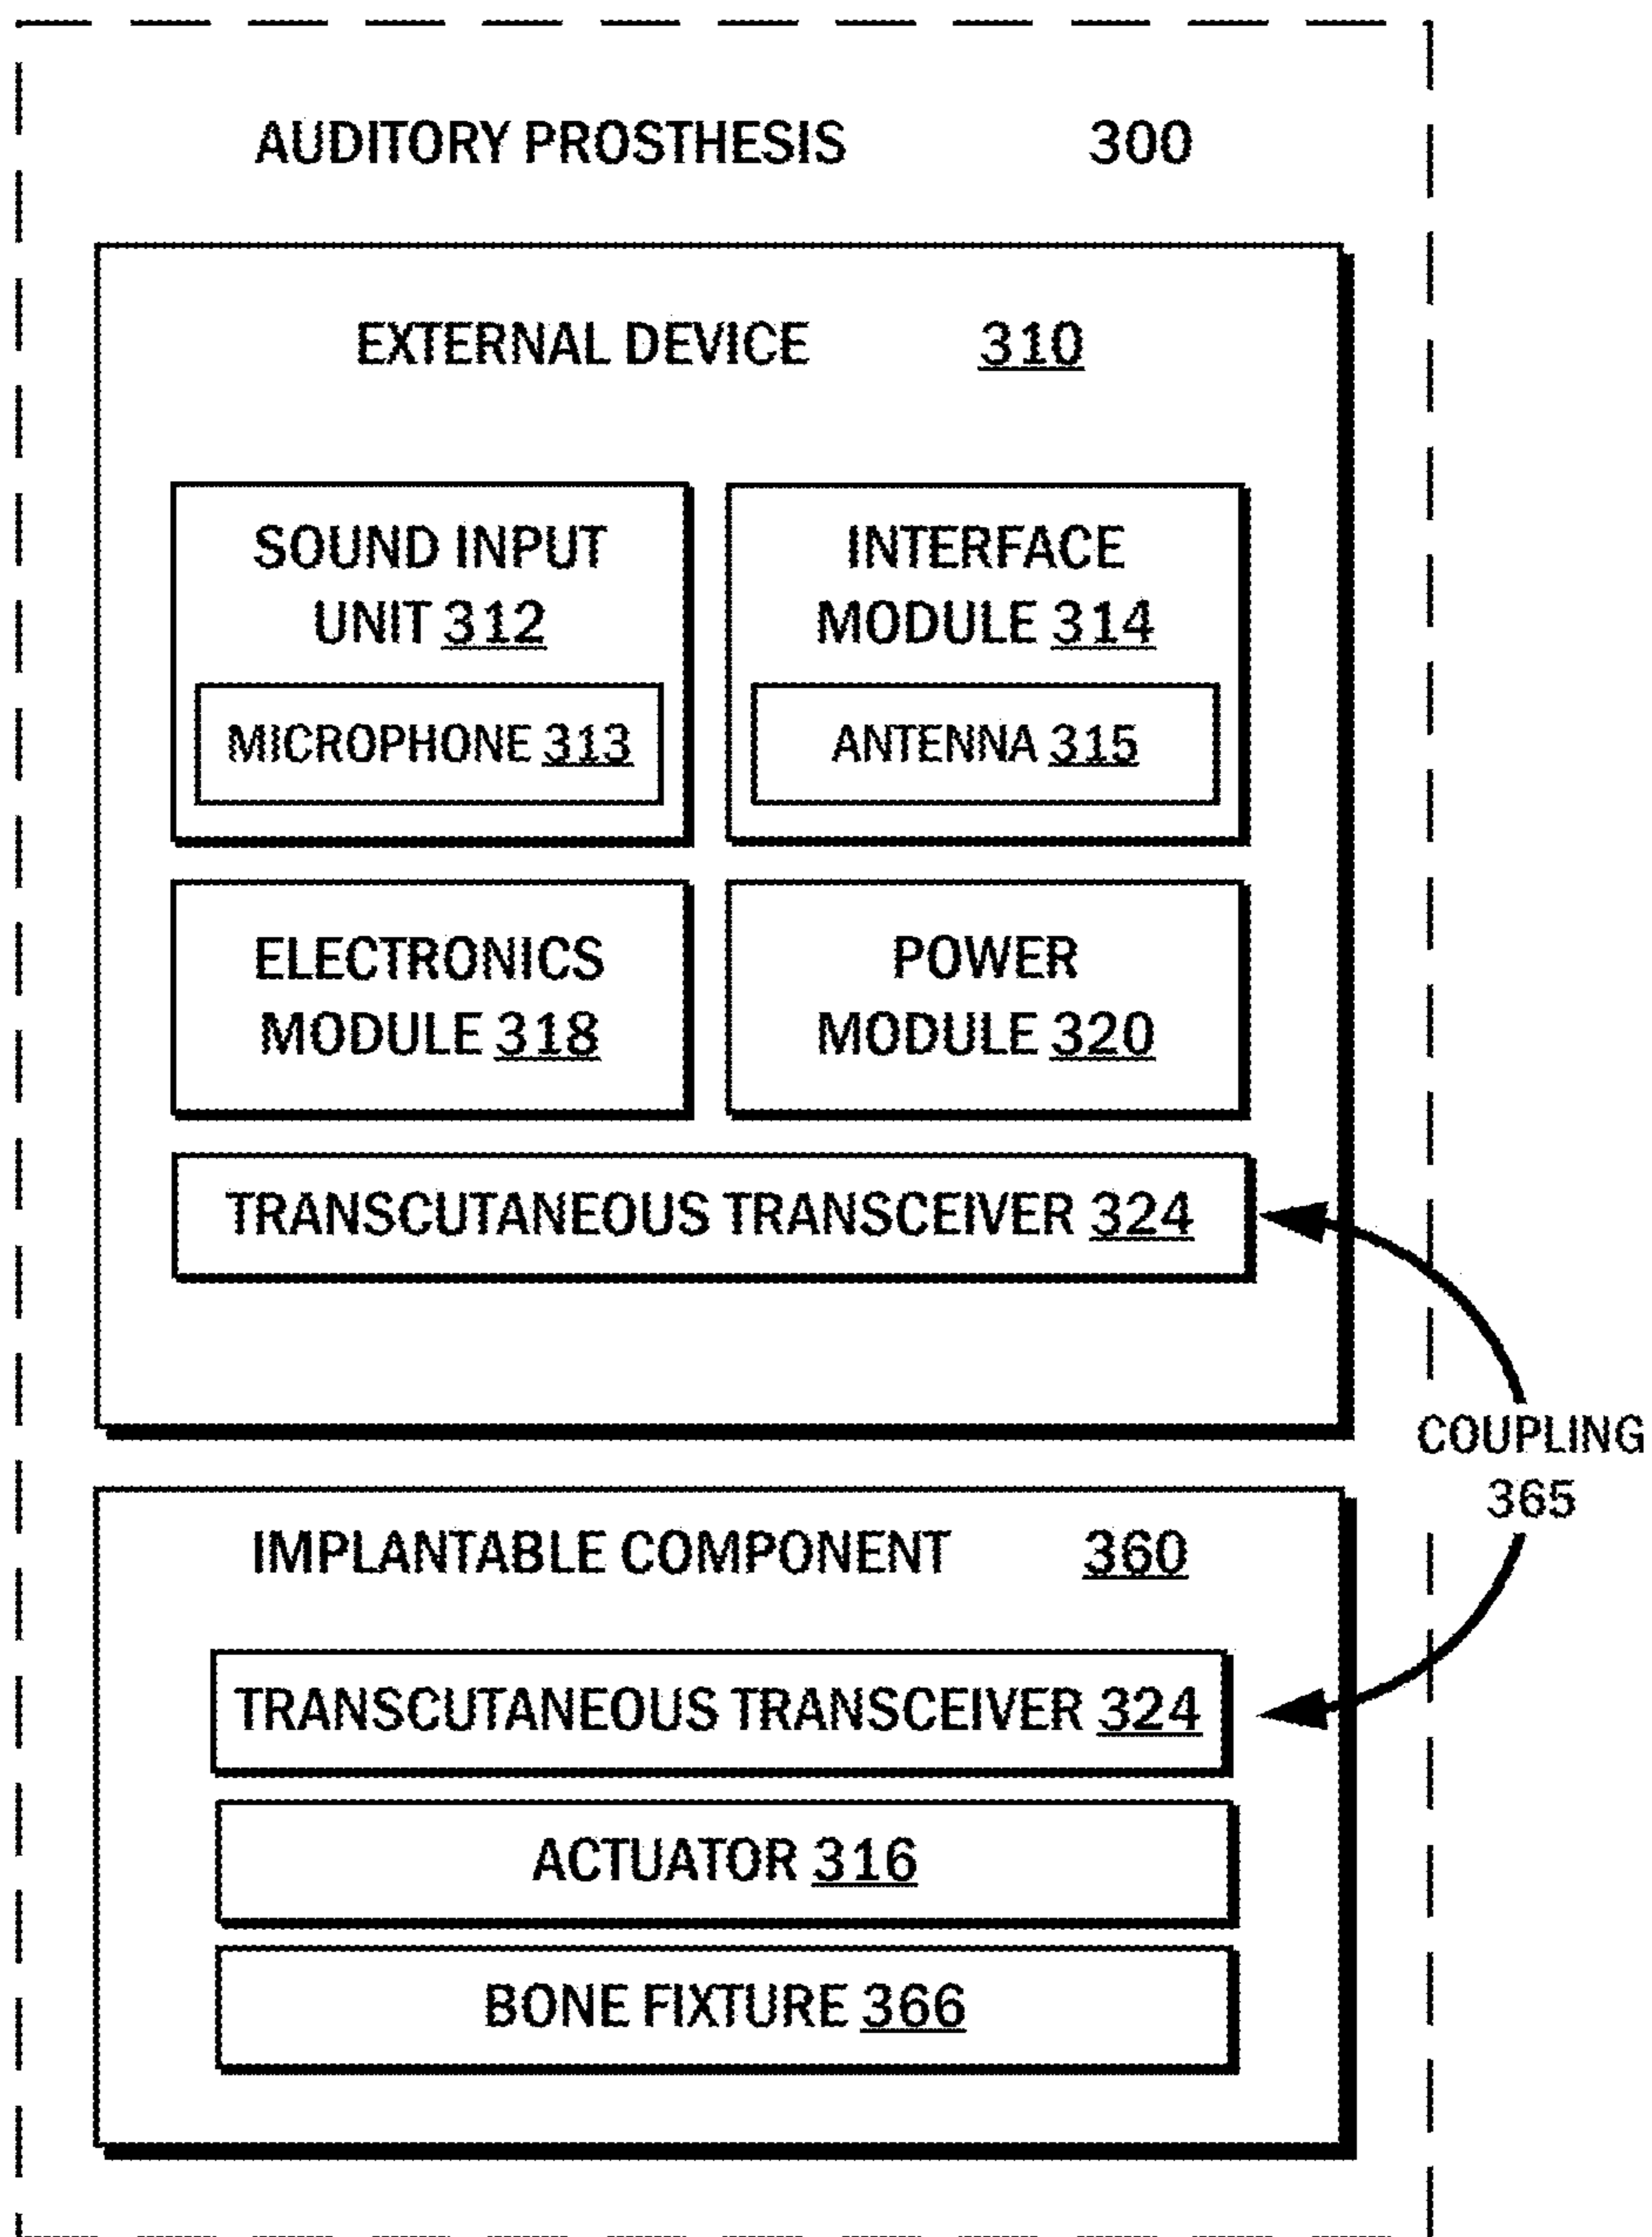 AUDITORY PROSTHESIS 300
EXTERNAL DEVICE 310
SOUND INPUT
UNIT 312
MICROPHONE 313
INTERFACE
MODULE 314
ANTENNA 315
ELECTRONICS
MODULE 318
POWER
MODULE 320
TRANSCUTANEOUS TRANSCEIVER 324
COUPLING
365
IMPLANTABLE COMPONENT 360
TRANSCUTANEOUS TRANSCEIVER 324
ACTUATOR 316
BONE FIXTURE 366